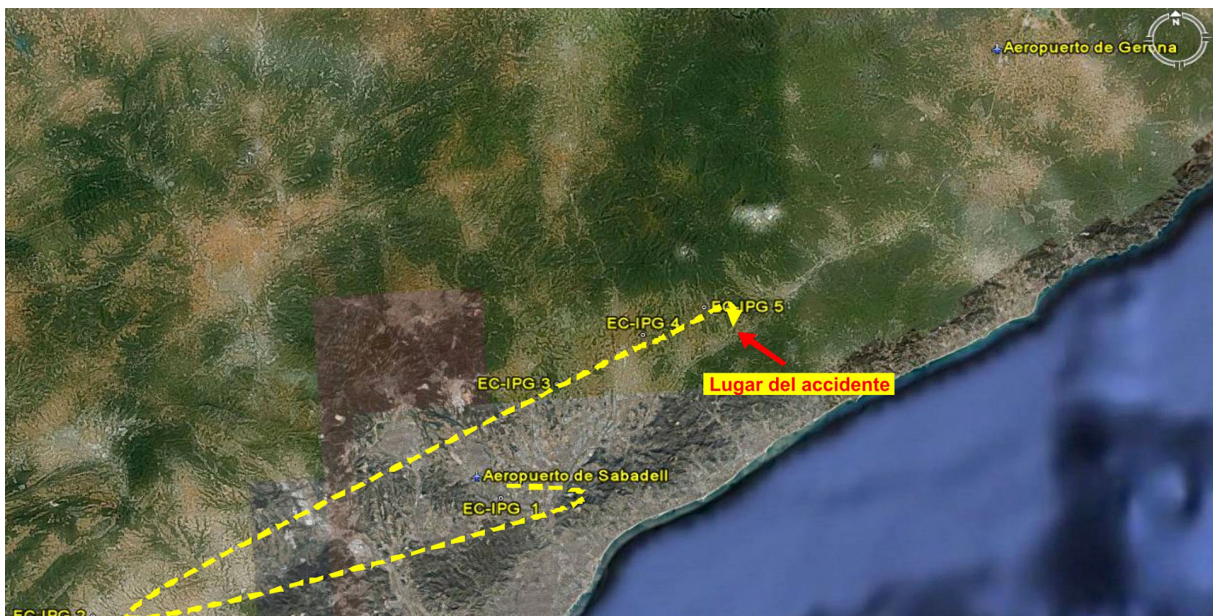 N
Aeropuerto de Gerona
EC-IPG 5
EC-IPG 4
EC-IPG 3
Lugar del accidente
Aeropuerto de Sabadell
EC-IPG 1
EC-IPG 2